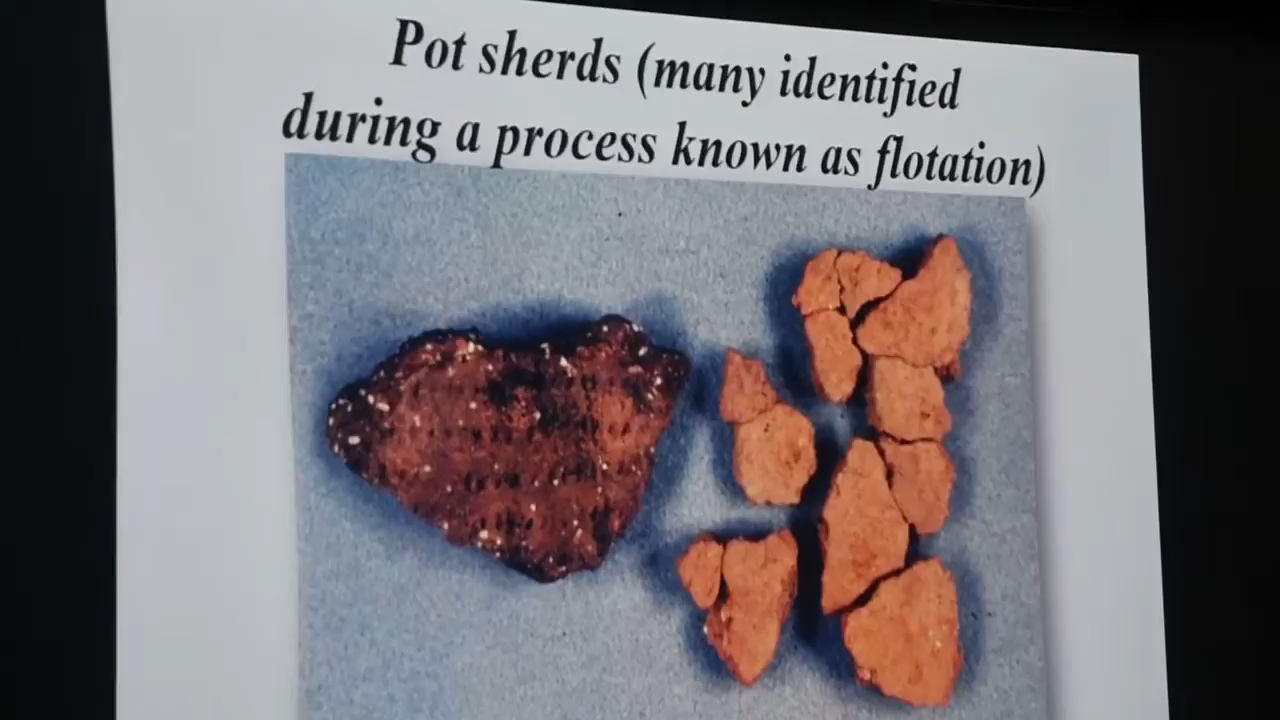 Pot sherds (many identified
during a process known as flotation)